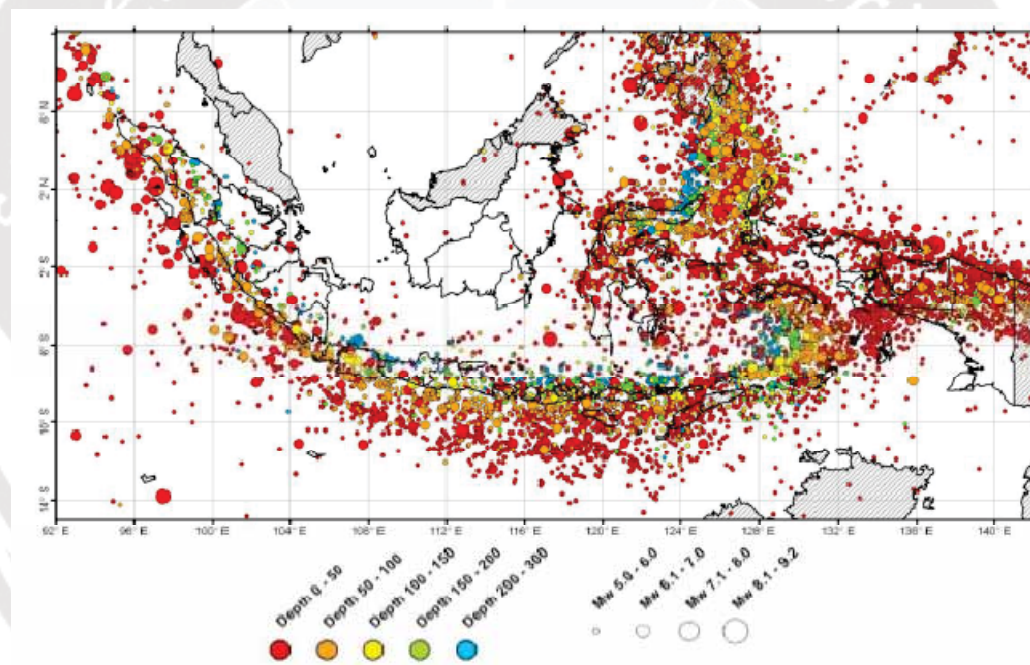 6° N
2° N
2° S
6° S
10° S
14° S
92° E 96° E 100° E 104° E 108° E 112° E 116° E 120° E 124° E 128° E 132° E 136° E 140° E
Depth 0 - 50
Depth 50 - 100
Depth 100 - 150
Depth 150 - 200
Depth 200 - 300
Mw 5.0 - 6.0
Mw 6.1 - 7.0
Mw 7.1 - 8.0
Mw 8.1 - 9.2